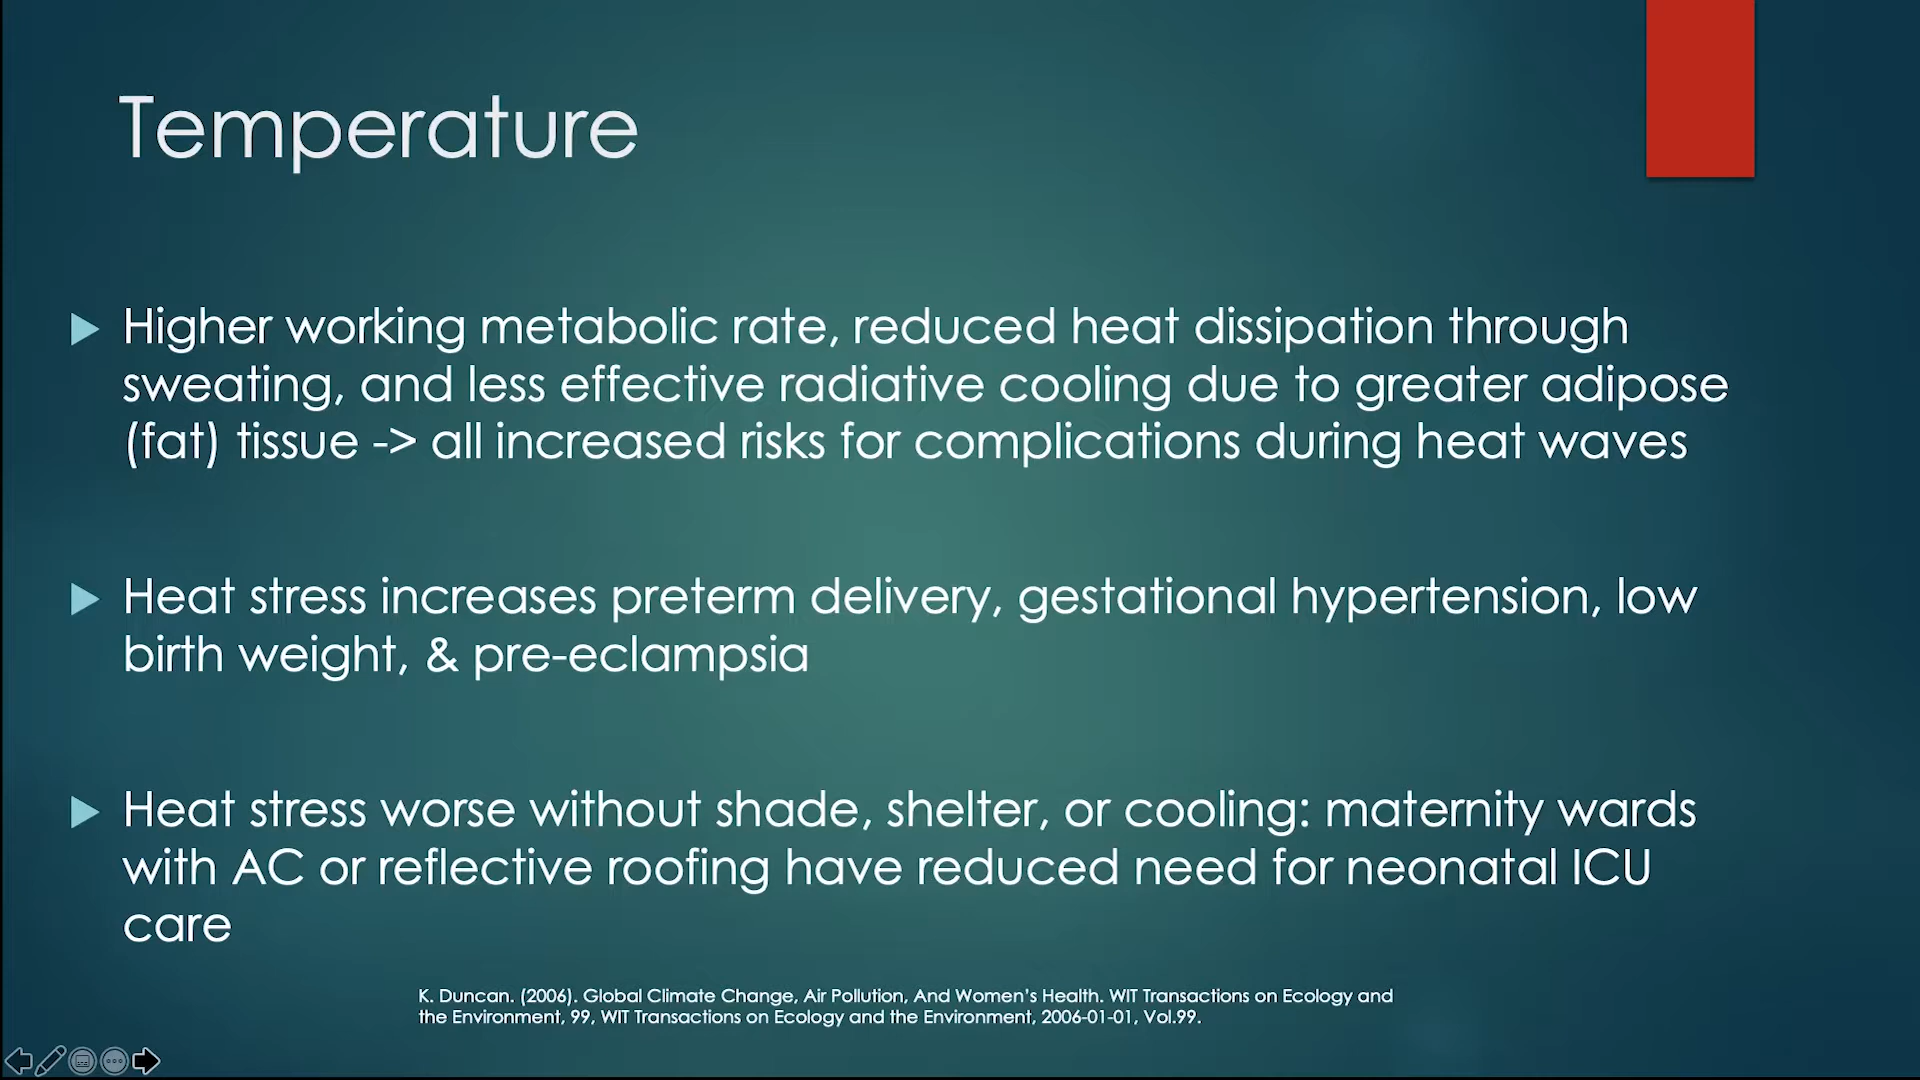 Temperature
Higher working metabolic rate, reduced heat dissipation through
sweating, and less effective radiative cooling due to greater adipose
(fat) tissue -> all increased risks for complications during heat waves
Heat stress increases preterm delivery, gestational hypertension, low
birth weight, & pre-eclampsia
Heat stress worse without shade, shelter, or cooling: maternity wards
with AC or reflective roofing have reduced need for neonatal ICU
care
K. Duncan. (2006). Global Climate Change, Air Pollution, And Women’s Health. WIT Transactions on Ecology and
the Environment, 99, WIT Transactions on Ecology and the Environment, 2006-01-01, Vol.99.